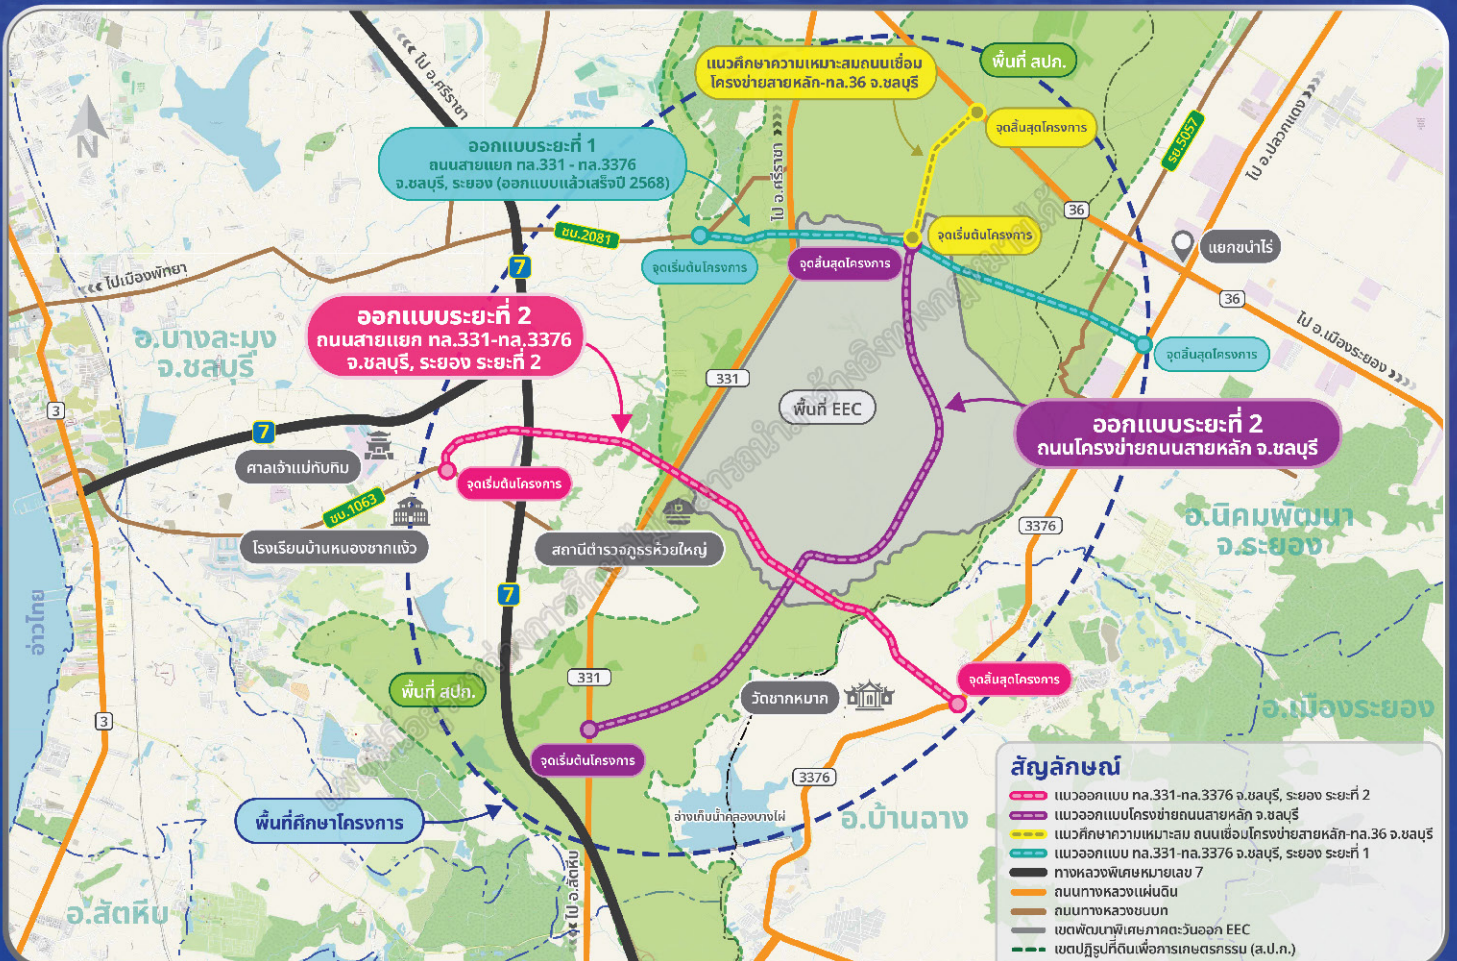 ไป อ.ศรีราชา
แนวศึกษาความเหมาะสมถนนเชื่อม
โครงข่ายสายหลัก-ทล.36 จ.ชลบุรี
พื้นที่ สปก.
จุดสิ้นสุดโครงการ
รย.5057
ไป อ.ปลวกแดง
N
ออกแบบระยะที่ 1
ถนนสายแยก ทล.331 - ทล.3376
จ.ชลบุรี, ระยอง (ออกแบบแล้วเสร็จปี 2568)
ไป อ.ศรีราชา
36
ชบ.2081
จุดเริ่มต้นโครงการ
แยกขนำไร่
7
จุดเริ่มต้นโครงการ
จุดสิ้นสุดโครงการ
ไปเมืองพัทยา
36
ไป อ.เมืองระยอง
ออกแบบระยะที่ 2
ถนนสายแยก ทล.331-ทล.3376
จ.ชลบุรี, ระยอง ระยะที่ 2
อ.บางละมุง
จ.ชลบุรี
จุดสิ้นสุดโครงการ
331
3
พื้นที่ EEC
ออกแบบระยะที่ 2
ถนนโครงข่ายถนนสายหลัก จ.ชลบุรี
7
ศาลเจ้าแม่ทับทิม
จุดเริ่มต้นโครงการ
ชบ.1063
โรงเรียนบ้านหนองซากแง้ว
สถานีตำรวจภูธรห้วยใหญ่
3376
อ.นิคมพัฒนา
จ.ระยอง
7
อ่าวไทย
331
พื้นที่ สปก.
วัดชากหมาก
จุดสิ้นสุดโครงการ
อ.เมืองระยอง
3
จุดเริ่มต้นโครงการ
3376
พื้นที่ศึกษาโครงการ
อ่างเก็บน้ำคลองบางไผ่
อ.บ้านฉาง
อ.สัตหีบ
ไป อ.สัตหีบ
สัญลักษณ์
แนวออกแบบ ทล.331-ทล.3376 จ.ชลบุรี, ระยอง ระยะที่ 2
แนวออกแบบโครงข่ายถนนสายหลัก จ.ชลบุรี
แนวศึกษาความเหมาะสม ถนนเชื่อมโครงข่ายสายหลัก-ทล.36 จ.ชลบุรี
แนวออกแบบ ทล.331-ทล.3376 จ.ชลบุรี, ระยอง ระยะที่ 1
ทางหลวงพิเศษหมายเลข 7
ถนนทางหลวงแผ่นดิน
ถนนทางหลวงชนบท
เขตพัฒนาพิเศษภาคตะวันออก EEC
เขตปฏิรูปที่ดินเพื่อการเกษตรกรรม (ส.ป.ก.)